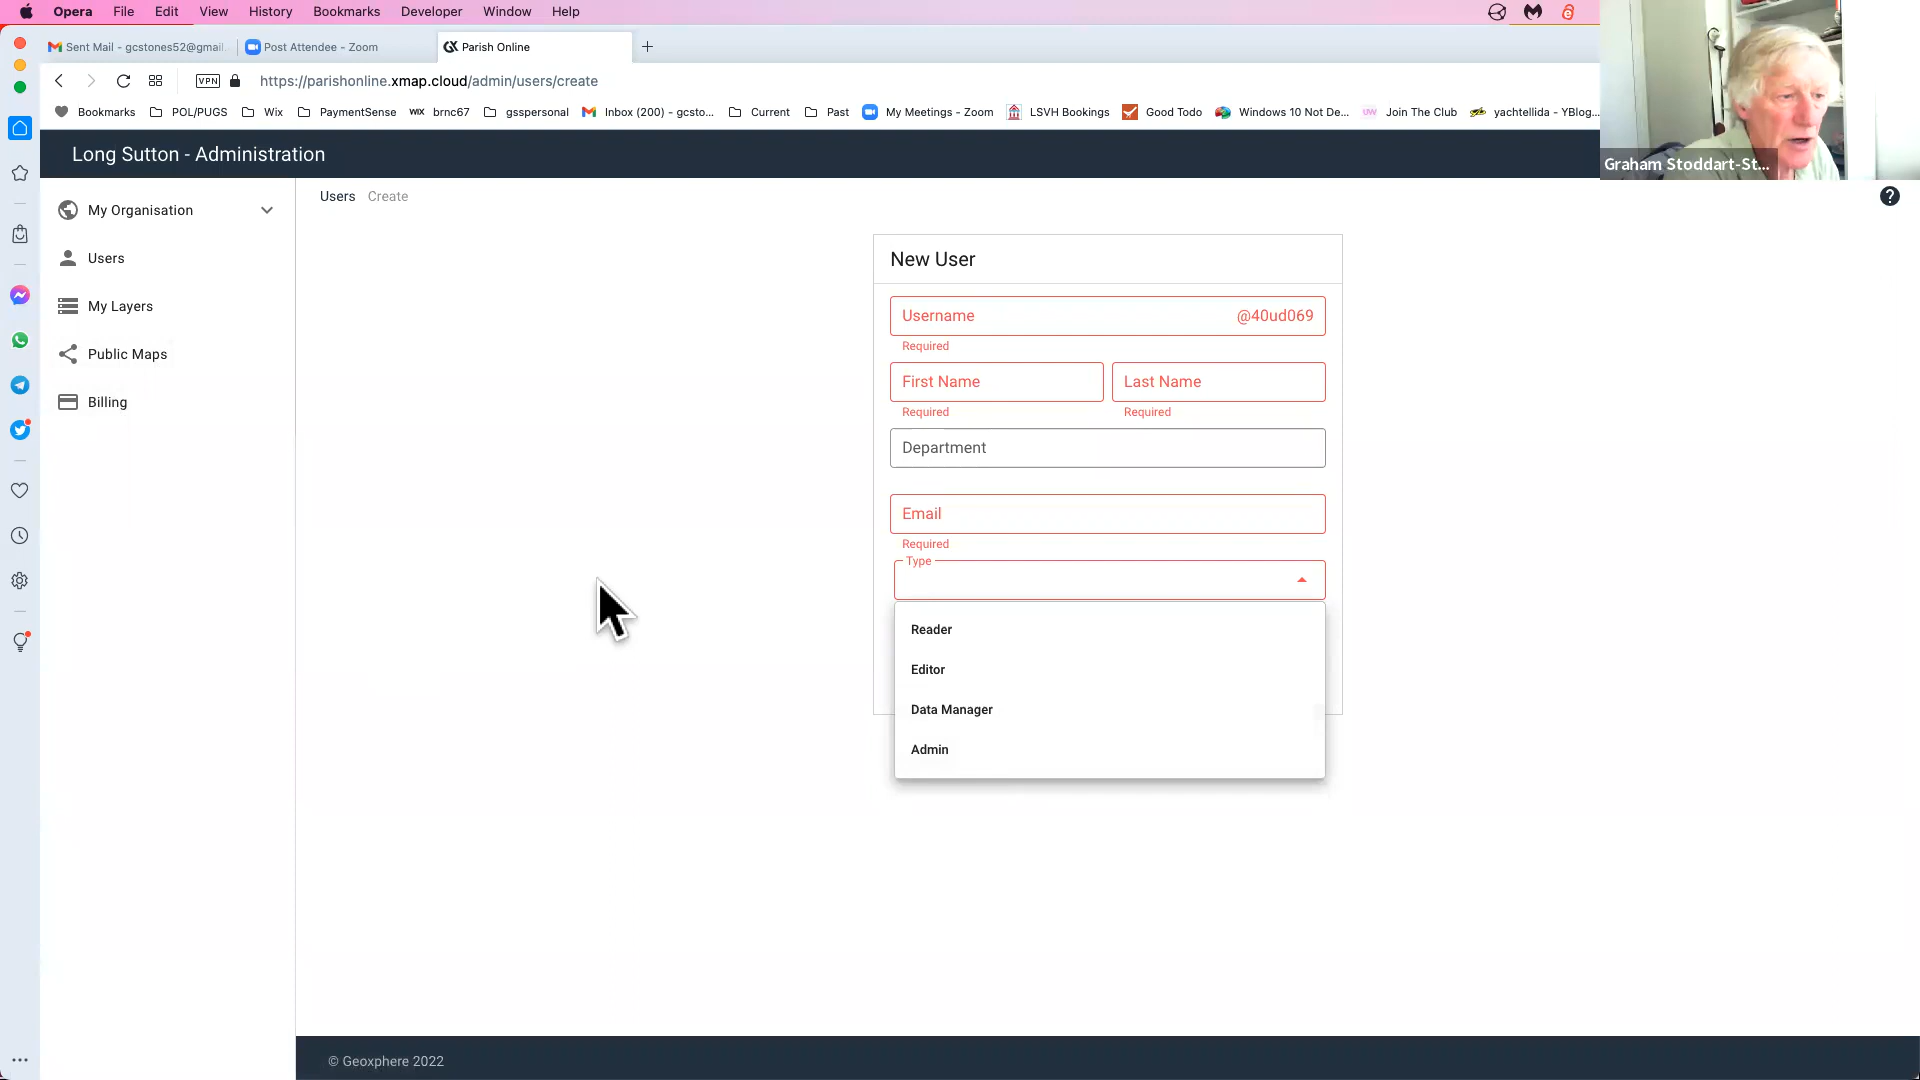 Opera File Edit View History Bookmarks Developer Window Help
Sent Mail - gcstones52@gmail.
Post Attendee - Zoom
Parish Online
VPN https://parishonline.xmap.cloud/admin/users/create
Bookmarks POL/PUGS Wix PaymentSense WIX brnc67 gsspersonal Inbox (200) - gcsto... Current Past My Meetings - Zoom LSVH Bookings Good Todo Windows 10 Not De... UW Join The Club yachtellida - YBlog...
Graham Stoddart-St...
Long Sutton - Administration
My Organisation
Users
My Layers
Public Maps
Billing
Users Create
?
New User
Username @40ud069
Required
First Name Last Name
Required Required
Department
Email
Required
Type
Reader
Editor
Data Manager
Admin
© Geoxphere 2022